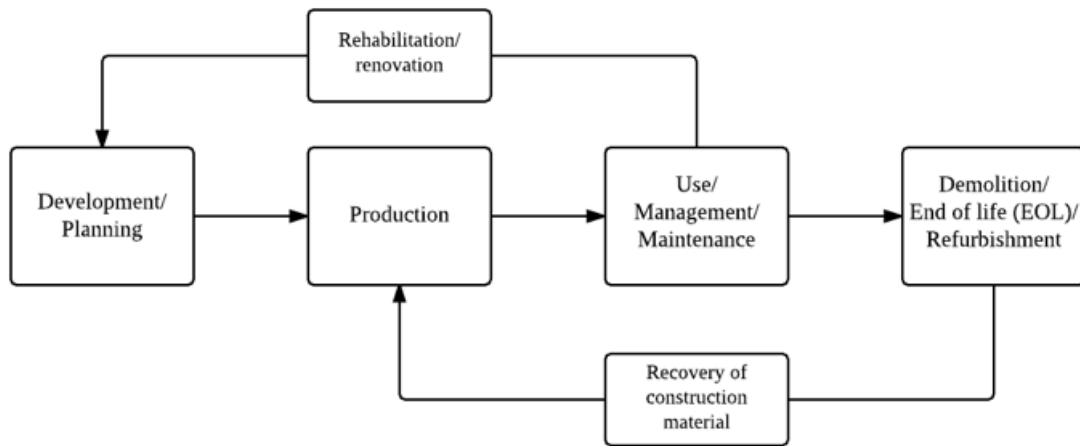 Rehabilitation/
renovation
Development/
Planning
Production
Use/
Management/
Maintenance
Demolition/
End of life (EOL)/
Refurbishment
Recovery of
construction
material